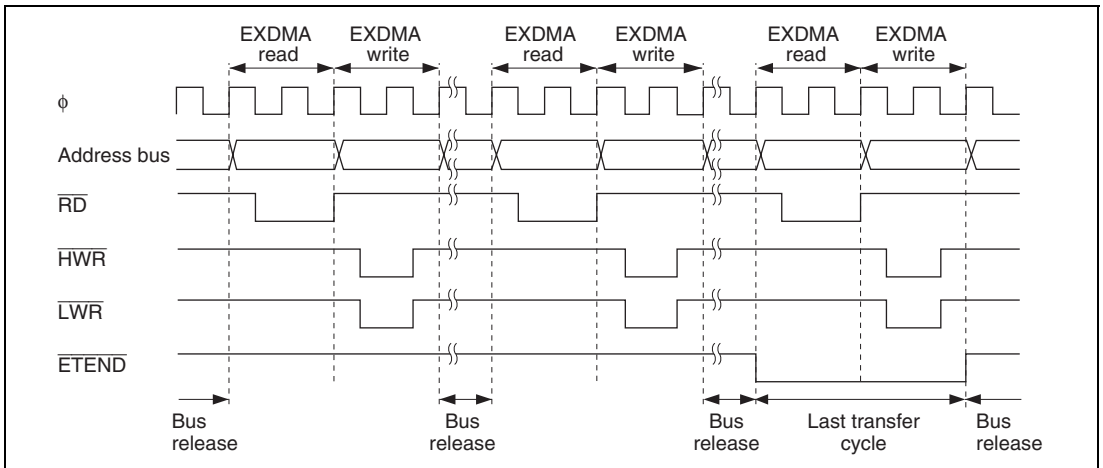 EXDMA read
EXDMA write
EXDMA read
EXDMA write
EXDMA read
EXDMA write
ϕ
Address bus
RD
HWR
LWR
ETEND
Bus release
Bus release
Bus release
Last transfer cycle
Bus release